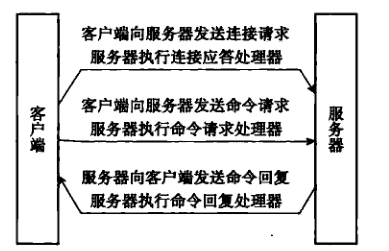 客户端向服务器发送连接请求
服务器执行连接应答处理器
客户端
客户端向服务器发送命令请求
服务器执行命令请求处理器
服务器
服务器向客户端发送命令回复
服务器执行命令回复处理器